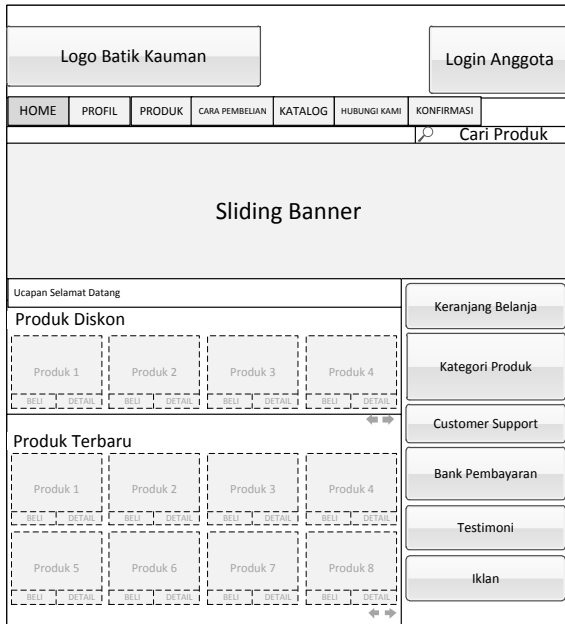 Logo Batik Kauman
Login Anggota
HOME PROFIL PRODUK CARA PEMBELIAN KATALOG HUBUNGI KAMI KONFIRMASI
Cari Produk
Sliding Banner
Ucapan Selamat Datang
Produk Diskon
Produk 1 Produk 2 Produk 3 Produk 4
BELI DETAIL BELI DETAIL BELI DETAIL BELI DETAIL
Produk Terbaru
Produk 1 Produk 2 Produk 3 Produk 4
BELI DETAIL BELI DETAIL BELI DETAIL BELI DETAIL
Produk 5 Produk 6 Produk 7 Produk 8
BELI DETAIL BELI DETAIL BELI DETAIL BELI DETAIL
Keranjang Belanja
Kategori Produk
Customer Support
Bank Pembayaran
Testimoni
Iklan